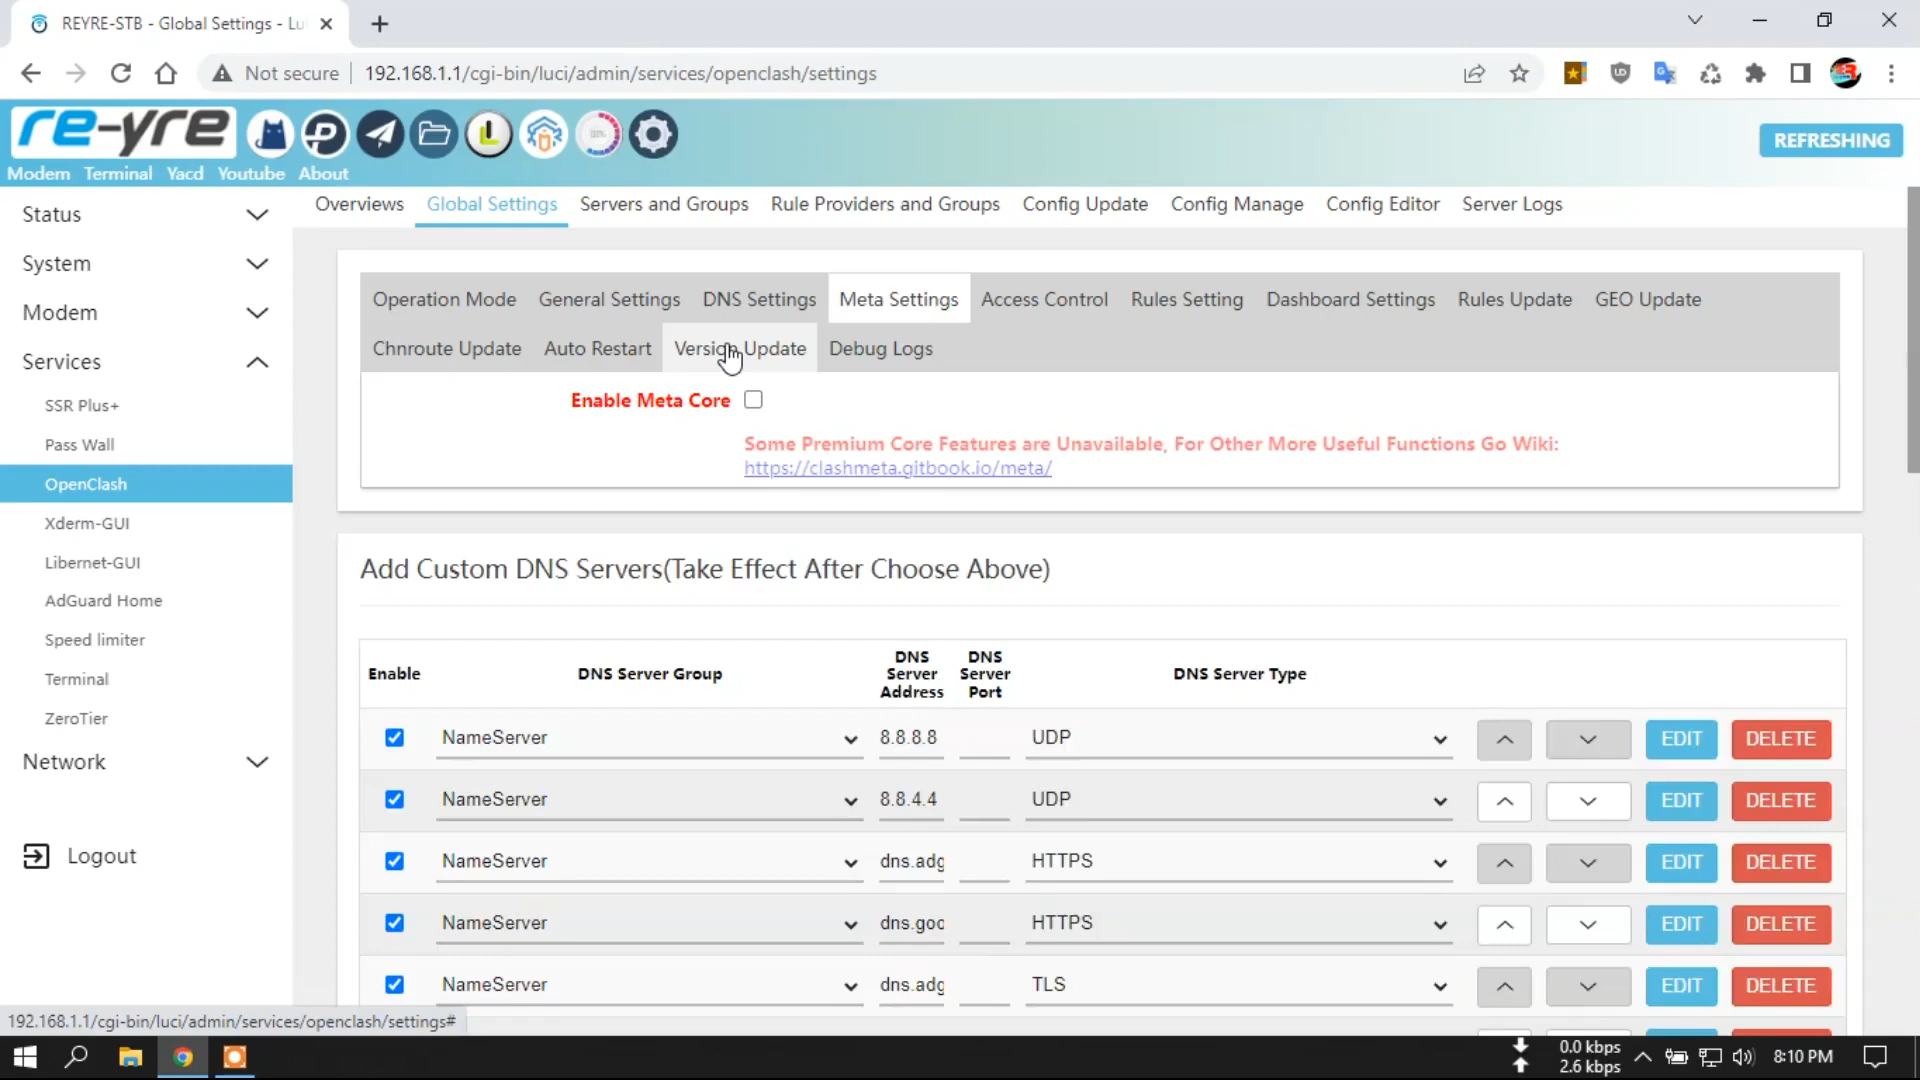 REYRE-STB - Global Settings - Lu
Not secure
192.168.1.1/cgi-bin/luci/admin/services/openclash/settings
re-yre
REFRESHING
Modem Terminal Yacd Youtube About
Status
System
Modem
Services
SSR Plus+
Pass Wall
OpenClash
Xderm-GUI
Libernet-GUI
AdGuard Home
Speed limiter
Terminal
ZeroTier
Network
Logout
Overviews Global Settings Servers and Groups Rule Providers and Groups Config Update Config Manage Config Editor Server Logs
Operation Mode General Settings DNS Settings Meta Settings Access Control Rules Setting Dashboard Settings Rules Update GEO Update
Chnroute Update Auto Restart Version Update Debug Logs
Enable Meta Core
Some Premium Core Features are Unavailable, For Other More Useful Functions Go Wiki:
https://clashmeta.gitbook.io/meta/
Add Custom DNS Servers(Take Effect After Choose Above)
Enable
DNS Server Group
DNS
Server
Address
DNS
Server
Port
DNS Server Type
NameServer 8.8.8.8 UDP EDIT DELETE
NameServer 8.8.4.4 UDP EDIT DELETE
NameServer dns.adg HTTPS EDIT DELETE
NameServer dns.goo HTTPS EDIT DELETE
NameServer dns.adg TLS EDIT DELETE
192.168.1.1/cgi-bin/luci/admin/services/openclash/settings#
0.0 kbps
2.6 kbps
8:10 PM